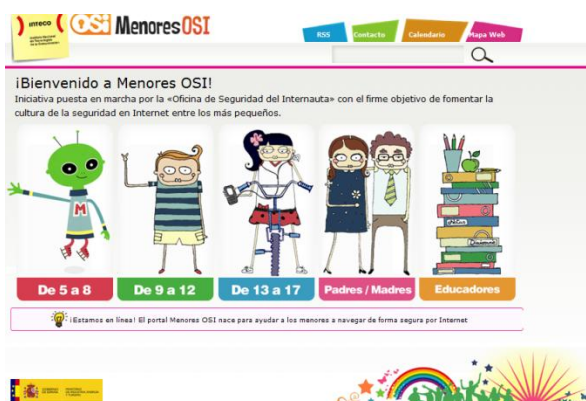 inteco
OSI MenoresOSI
RSS Contacto Calendario Mapa Web
¡Bienvenido a Menores OSI!
Iniciativa puesta en marcha por la «Oficina de Seguridad del Internauta» con el firme objetivo de fomentar la
cultura de la seguridad en Internet entre los más pequeños.
M
De 5 a 8 De 9 a 12 De 13 a 17 Padres / Madres Educadores
¡Estamos en línea! El portal Menores OSI nace para ayudar a los menores a navegar de forma segura por Internet